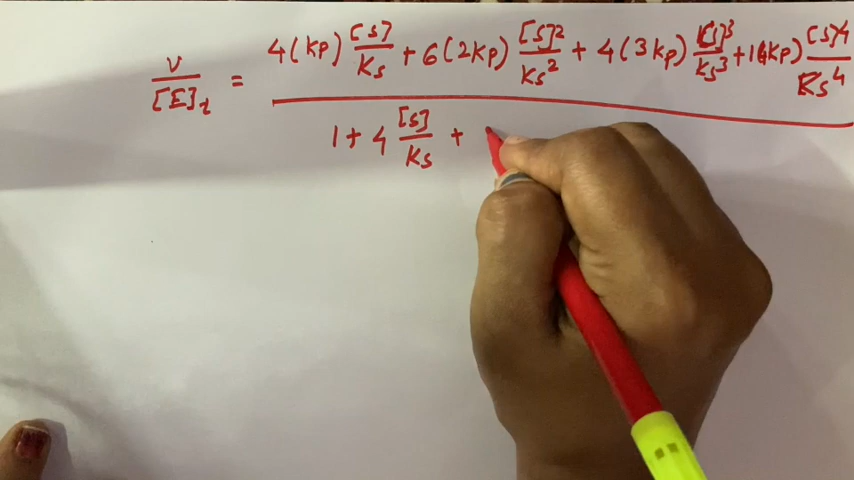 v/[E]t = 4(kp) [S]/Ks + 6(2kp) [S]²/Ks² + 4(3kp) [S]³/Ks³ + 1(4kp) [S]4/Ks⁴
1 + 4 [S]/Ks +